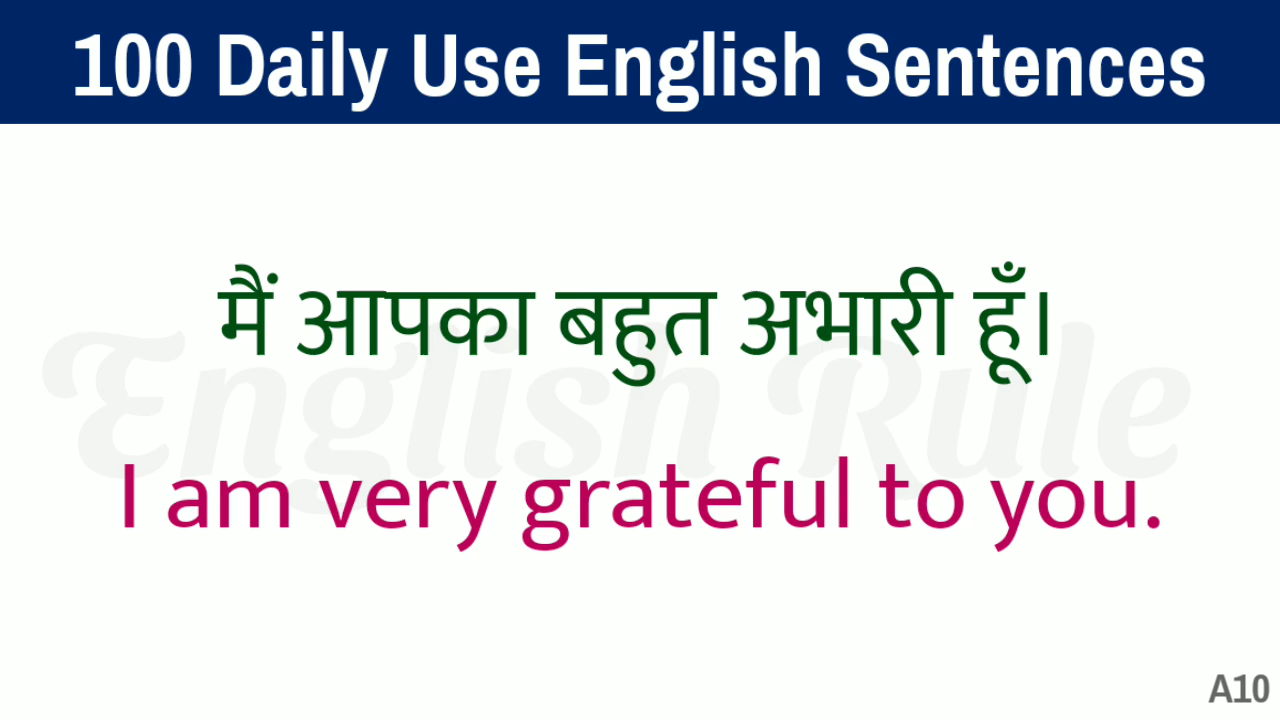 100 Daily Use English Sentences
मैं आपका बहुत अभारी हूँ।
English Rule
I am very grateful to you.
A10